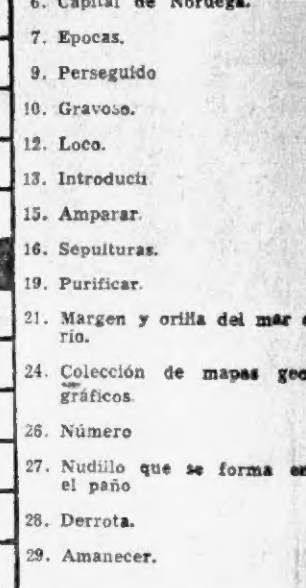 6. Capital de Noruega.
7. Epocas.
9. Perseguido
10. Gravoso.
12. Loco.
13. Introducir
15. Amparar.
16. Sepulturas.
19. Purificar.
21. Margen y orilla del mar o
río.
24. Colección de mapas geo
gráficos.
26. Número
27. Nudillo que se forma en
el paño
28. Derrota.
29. Amanecer.